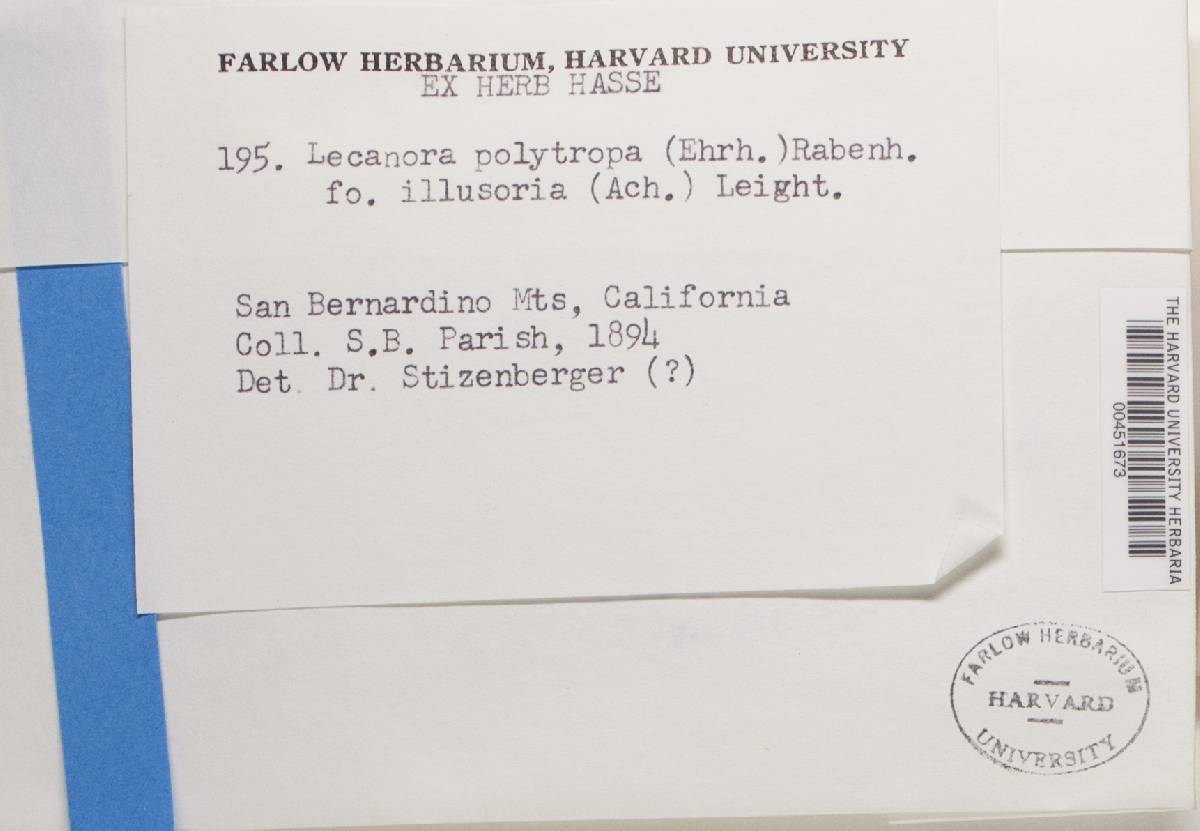 FARLOW HERBARIUM, HARVARD UNIVERSITY
EX HERB HASSE
195. Lecanora polytropa (Ehrh.)Rabenh.
fo. illusoria (Ach.) Leight.
San Bernardino Mts, California
Coll. S.B. Parish, 1894
Det. Dr. Stizenberger (?)
THE HARVARD UNIVERSITY HERBARIA
00451673
FARLOW HERBARIUM
HARVARD
UNIVERSITY